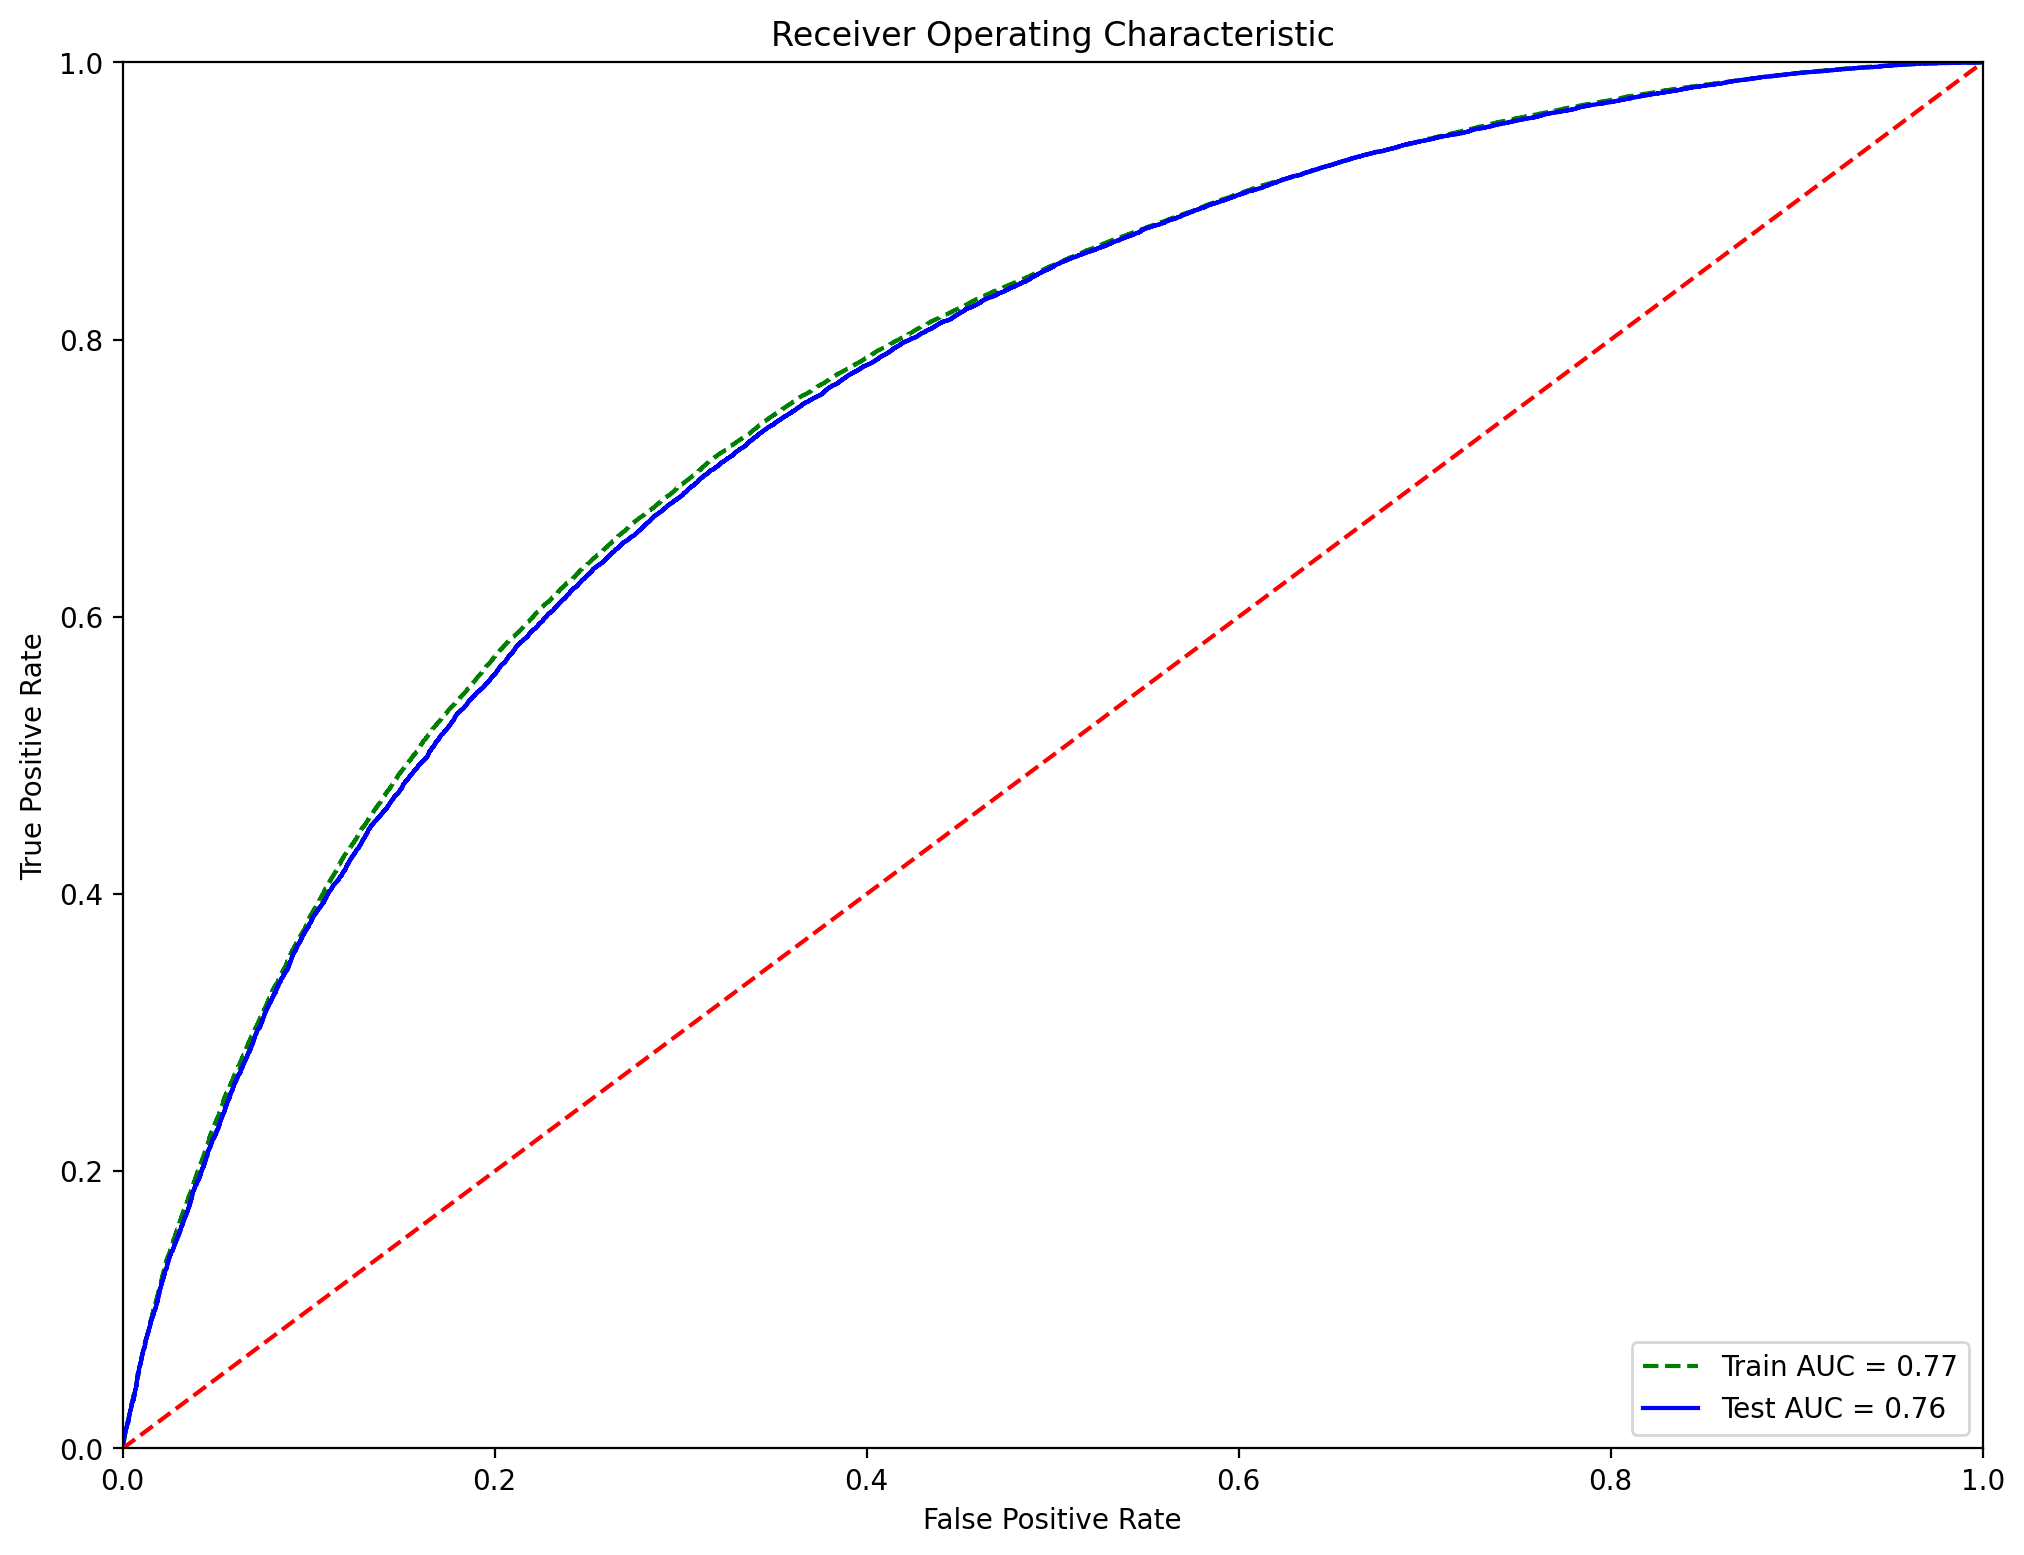 Receiver Operating Characteristic
1.0
0.8
0.6
0.4
0.2
0.0
True Positive Rate
Train AUC = 0.77
Test AUC = 0.76
0.0 0.2 0.4 0.6 0.8 1.0
False Positive Rate